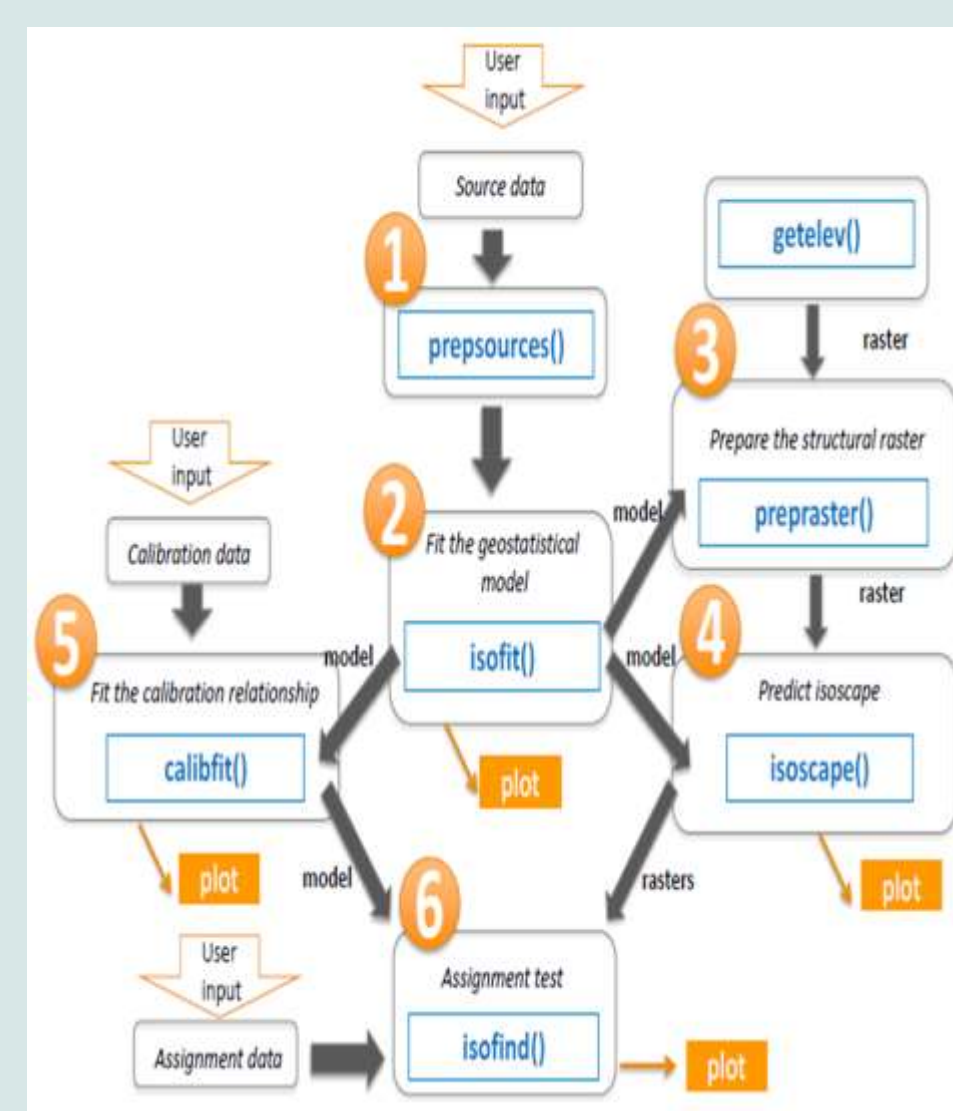 User
input
Source data
1
prepsources()
getelev()
raster
3
Prepare the structural raster
prepraster()
raster
User
input
Calibration data
2
Fit the geostatistical
model
isofit()
model
model
model
5
Fit the calibration relationship
calibfit()
4
Predict isoscape
isoscape()
plot
plot
plot
model
rasters
6
Assignment test
isofind()
User
input
Assignment data
plot